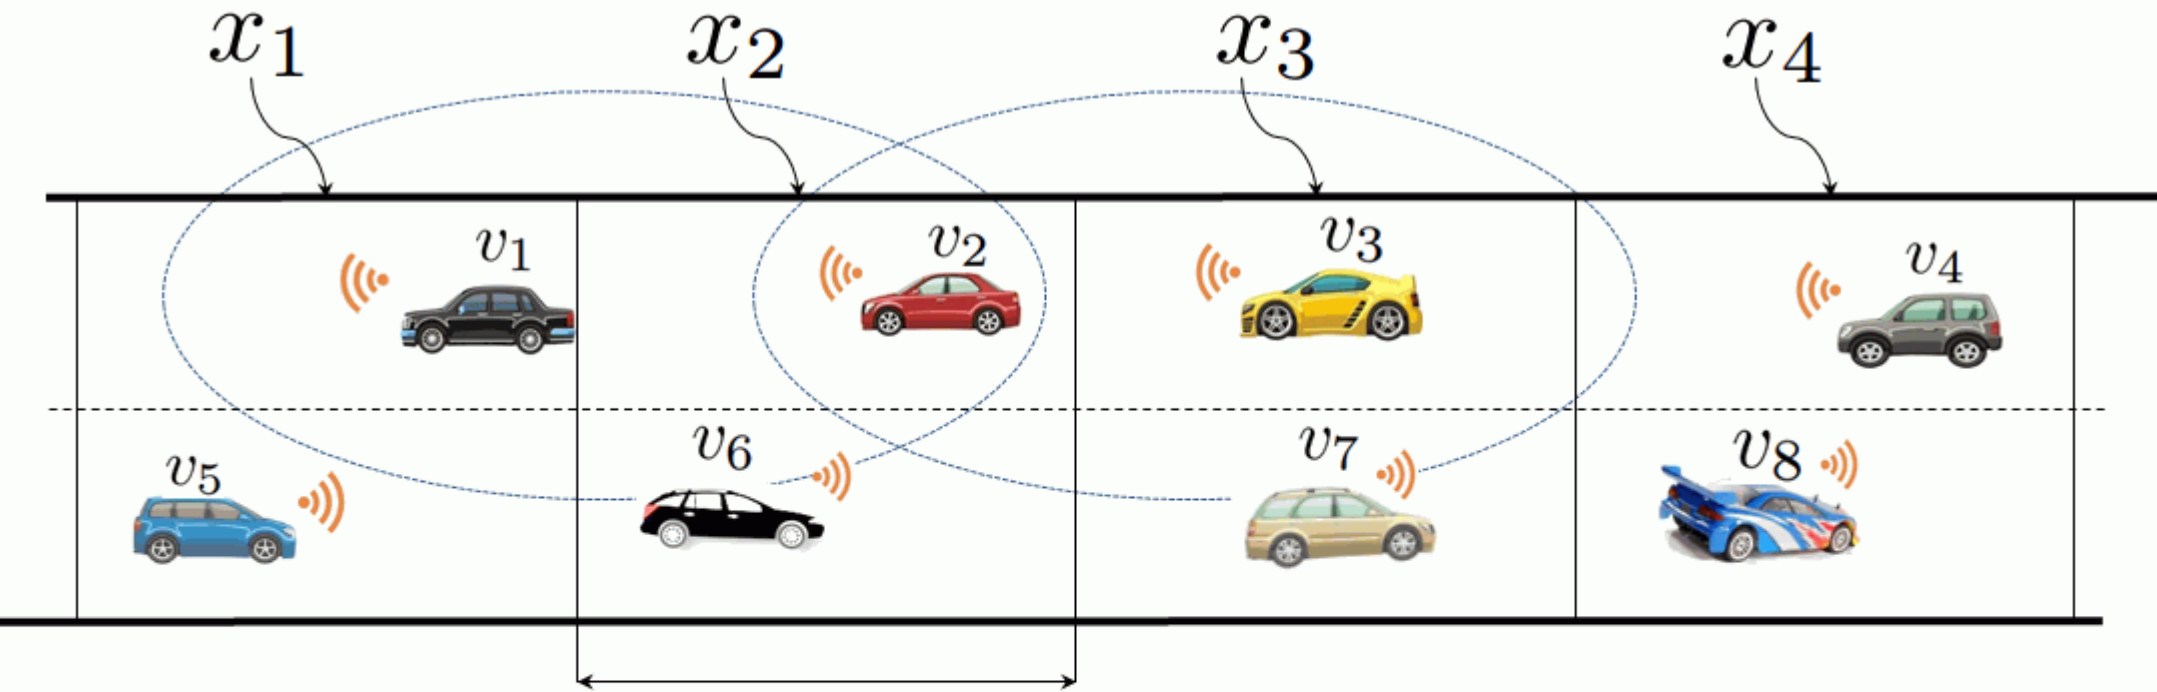 x₁ x₂ x₃ x₄
v₁ v₂ v₃ v₄
v₅ v₆ v₇ v₈